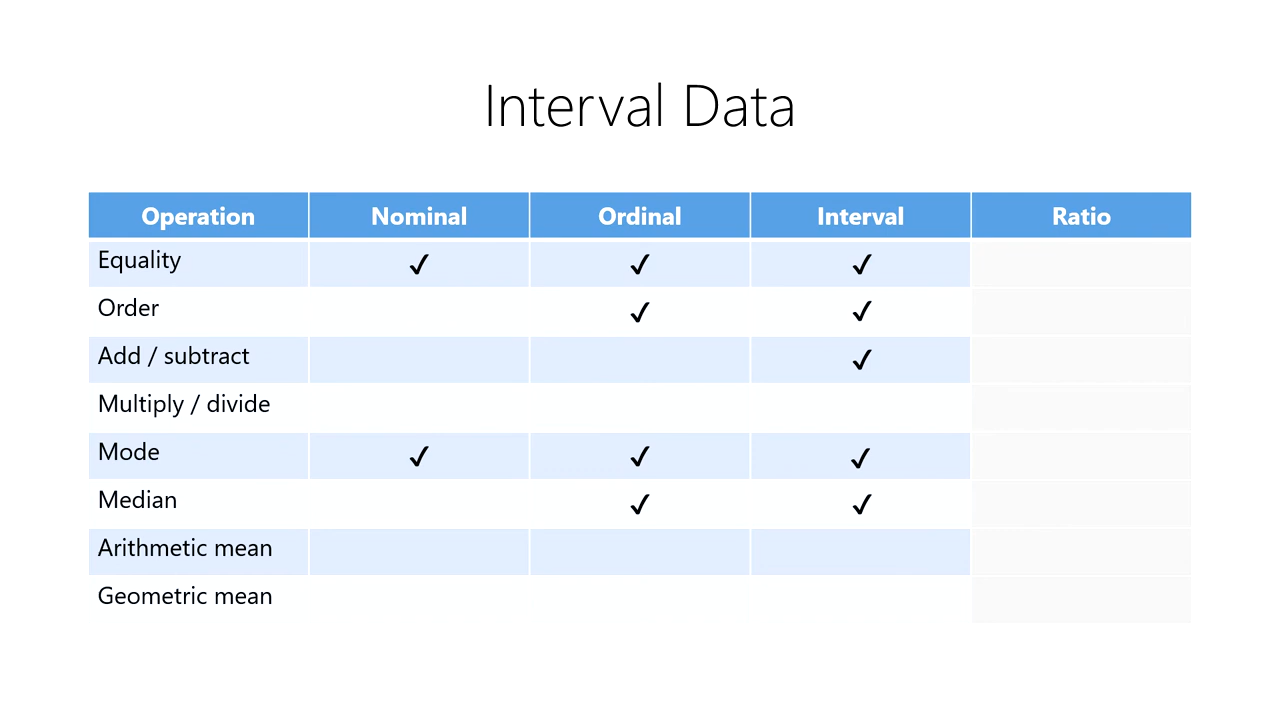 Interval Data
Operation Nominal Ordinal Interval Ratio
Equality ✓ ✓ ✓
Order ✓ ✓
Add / subtract ✓
Multiply / divide
Mode ✓ ✓ ✓
Median ✓ ✓
Arithmetic mean
Geometric mean